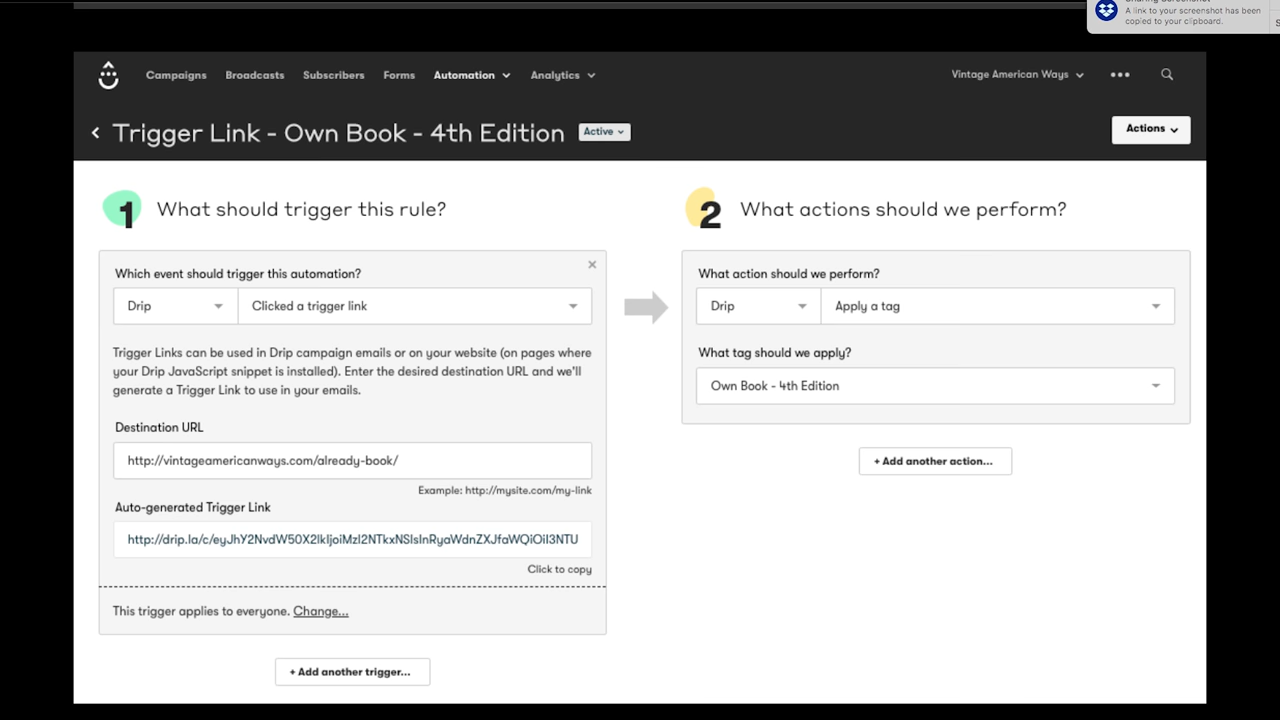 A link to your screenshot has been
copied to your clipboard.
Campaigns Broadcasts Subscribers Forms Automation Analytics Vintage American Ways
Trigger Link - Own Book - 4th Edition Active Actions
1 What should trigger this rule?
2 What actions should we perform?
Which event should trigger this automation?
Drip Clicked a trigger link
Trigger Links can be used in Drip campaign emails or on your website (on pages where
your Drip JavaScript snippet is installed). Enter the desired destination URL and we'll
generate a Trigger Link to use in your emails.
Destination URL
http://vintageamericanways.com/already-book/
Example: http://mysite.com/my-link
Auto-generated Trigger Link
Click to copy
This trigger applies to everyone. Change...
+ Add another trigger...
What action should we perform?
Drip Apply a tag
What tag should we apply?
Own Book - 4th Edition
+ Add another action...